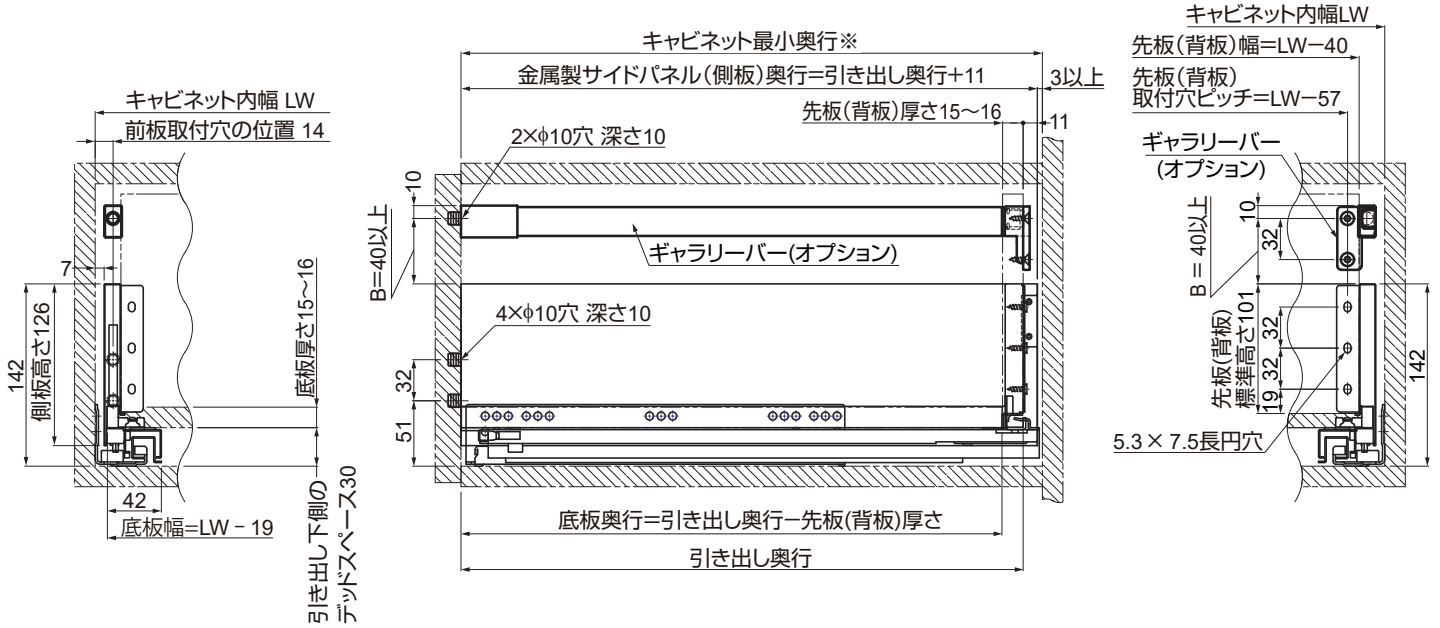 キャビネット内幅 LW
前板取付穴の位置 14
7
142
側板高さ126
底板厚さ15〜16
42
底板幅=LW - 19
引き出し下側の
デッドスペース30
キャビネット最小奥行※
金属製サイドパネル(側板)奥行=引き出し奥行+11
3以上
先板(背板)厚さ15〜16
11
2×φ10穴 深さ10
10
B=40以上
ギャラリーバー(オプション)
4×φ10穴 深さ10
32
51
底板奥行=引き出し奥行−先板(背板)厚さ
引き出し奥行
キャビネット内幅LW
先板(背板)幅=LW−40
先板(背板)
取付穴ピッチ=LW−57
ギャラリーバー
(オプション)
10
32
B = 40以上
先板(背板)
標準高さ101
32
32
19
142
5.3 × 7.5長円穴